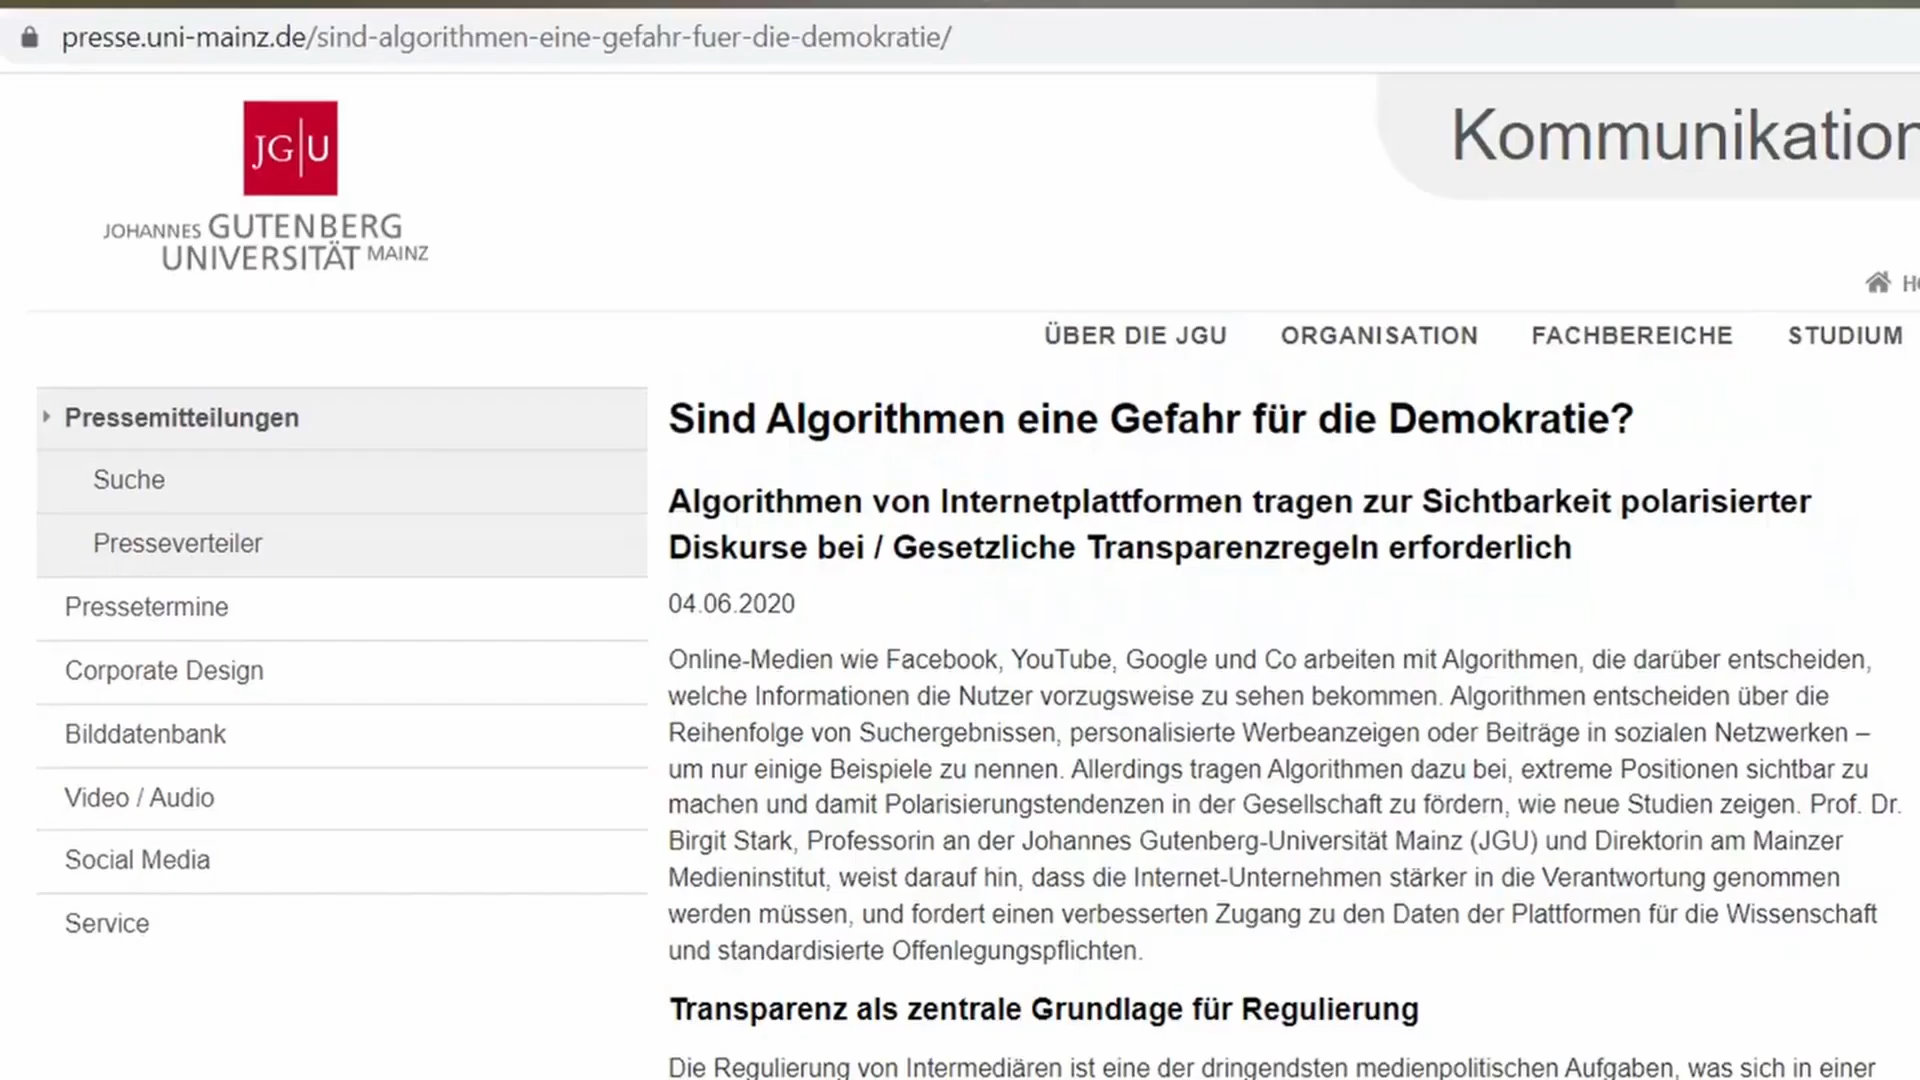 presse.uni-mainz.de/sind-algorithmen-eine-gefahr-fuer-die-demokratie/
JG|U
JOHANNES GUTENBERG
UNIVERSITÄT MAINZ
Kommunikation
ÜBER DIE JGU
ORGANISATION
FACHBEREICHE
STUDIUM
Pressemitteilungen
Suche
Presseverteiler
Pressetermine
Corporate Design
Bilddatenbank
Video / Audio
Social Media
Service
Sind Algorithmen eine Gefahr für die Demokratie?
Algorithmen von Internetplattformen tragen zur Sichtbarkeit polarisierter
Diskurse bei / Gesetzliche Transparenzregeln erforderlich
04.06.2020
Online-Medien wie Facebook, YouTube, Google und Co arbeiten mit Algorithmen, die darüber entscheiden,
welche Informationen die Nutzer vorzugsweise zu sehen bekommen. Algorithmen entscheiden über die
Reihenfolge von Suchergebnissen, personalisierte Werbeanzeigen oder Beiträge in sozialen Netzwerken –
um nur einige Beispiele zu nennen. Allerdings tragen Algorithmen dazu bei, extreme Positionen sichtbar zu
machen und damit Polarisierungstendenzen in der Gesellschaft zu fördern, wie neue Studien zeigen. Prof. Dr.
Birgit Stark, Professorin an der Johannes Gutenberg-Universität Mainz (JGU) und Direktorin am Mainzer
Medieninstitut, weist darauf hin, dass die Internet-Unternehmen stärker in die Verantwortung genommen
werden müssen, und fordert einen verbesserten Zugang zu den Daten der Plattformen für die Wissenschaft
und standardisierte Offenlegungspflichten.
Transparenz als zentrale Grundlage für Regulierung
Die Regulierung von Intermediären ist eine der dringendsten medienpolitischen Aufgaben, was sich in einer